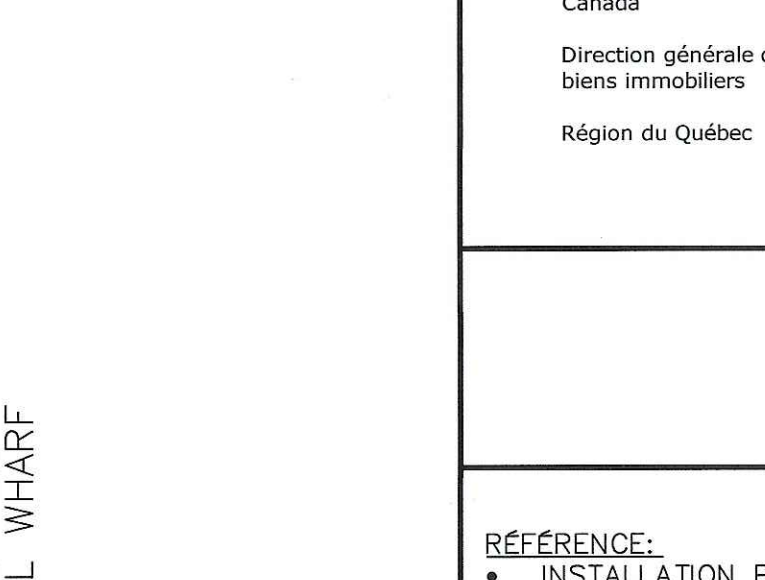 Canada
Direction générale
biens immobiliers
Région du Québec
WHARF
RÉFÉRENCE:
• INSTALLATION